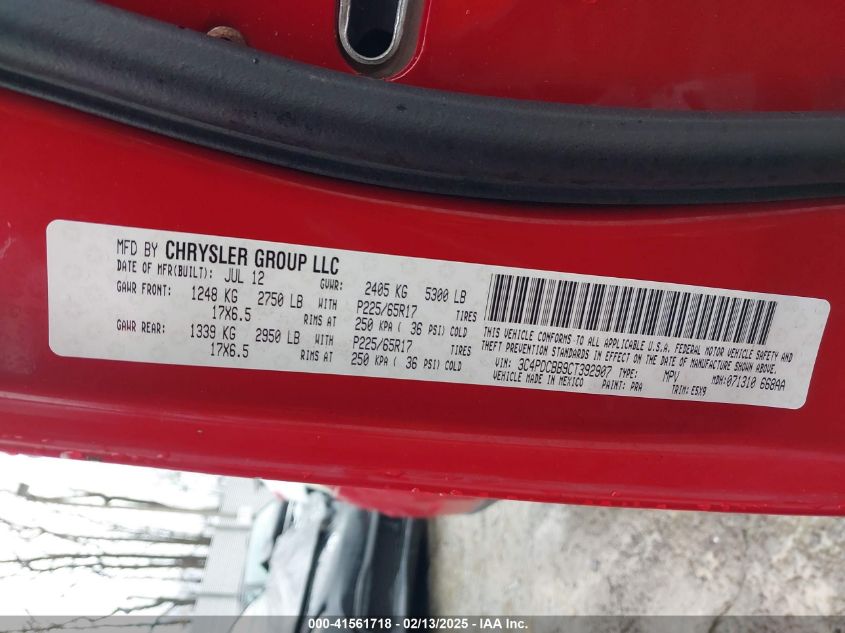 MFD BY CHRYSLER GROUP LLC
DATE OF MFR(BUILT): JUL 12 GVWR: 2405 KG 5300 LB
GAWR FRONT: 1248 KG 2750 LB WITH P225/65R17 TIRES
17X6.5 RIMS AT 250 KPA ( 36 PSI) COLD
GAWR REAR: 1339 KG 2950 LB WITH P225/65R17 TIRES
17X6.5 RIMS AT 250 KPA ( 36 PSI) COLD
THIS VEHICLE CONFORMS TO ALL APPLICABLE U.S.A. FEDERAL MOTOR VEHICLE SAFETY AND
THEFT PREVENTION STANDARDS IN EFFECT ON THE DATE OF MANUFACTURE SHOWN ABOVE.
VIN: 3C4PDCBB9CT392907 TYPE: MPV MDH: 071310 668AA
VEHICLE MADE IN MEXICO PAINT: PRA TRIM: E5X9
000-41561718 - 02/13/2025 - IAA Inc.